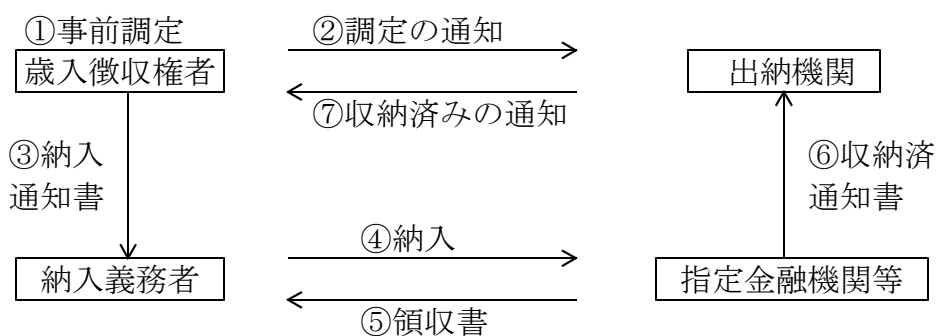 ①事前調定
②調定の通知
歳入徴収権者
出納機関
⑦収納済みの通知
③納入
通知書
⑥収納済
通知書
④納入
納入義務者
指定金融機関等
⑤領収書